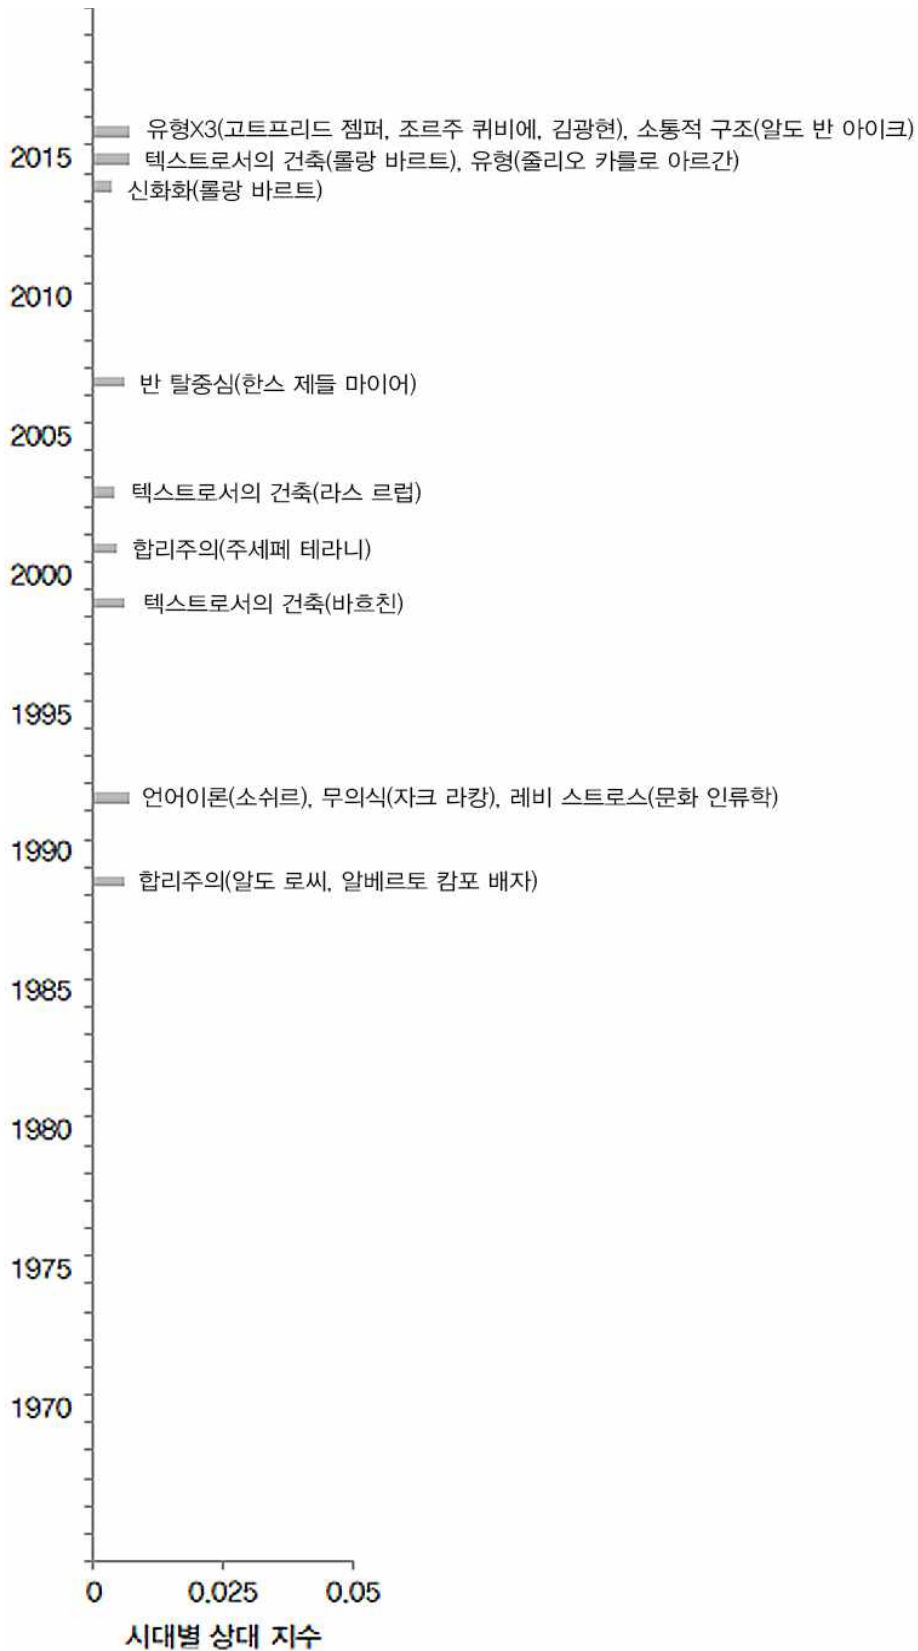 유형X3(고트프리드 젬퍼, 조르주 퀴비에, 김광현), 소통적 구조(알도 반 아이크)
2015 텍스트로서의 건축(롤랑 바르트), 유형(줄리오 카를로 아르간)
신화화(롤랑 바르트)
2010
반 탈중심(한스 제들 마이어)
2005
텍스트로서의 건축(라스 르럽)
합리주의(주세페 테라니)
2000
텍스트로서의 건축(바흐친)
1995
언어이론(소쉬르), 무의식(자크 라캉), 레비 스트로스(문화 인류학)
1990
합리주의(알도 로씨, 알베르토 캄포 배자)
1985
1980
1975
1970
0 0.025 0.05
시대별 상대 지수